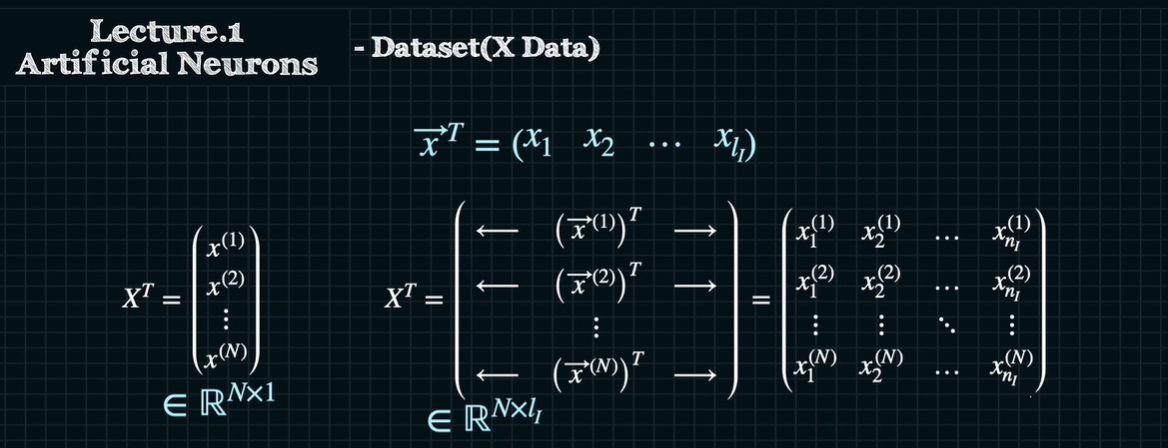 Lecture.1
Artificial Neurons
- Dataset(X Data)
$\overrightarrow{x}^T = (x_1 \quad x_2 \quad \cdots \quad x_{l_I})$
$X^T = \begin{pmatrix} x^{(1)} \\ x^{(2)} \\ \vdots \\ x^{(N)} \end{pmatrix}$
$\in \mathbb{R}^{N \times 1}$
$X^T = \begin{pmatrix} \longleftarrow & (\overrightarrow{x}^{(1)})^T & \longrightarrow \\ \longleftarrow & (\overrightarrow{x}^{(2)})^T & \longrightarrow \\ & \vdots & \\ \longleftarrow & (\overrightarrow{x}^{(N)})^T & \longrightarrow \end{pmatrix} = \begin{pmatrix} x_1^{(1)} & x_2^{(1)} & \cdots & x_{n_I}^{(1)} \\ x_1^{(2)} & x_2^{(2)} & \cdots & x_{n_I}^{(2)} \\ \vdots & \vdots & \ddots & \vdots \\ x_1^{(N)} & x_2^{(N)} & \cdots & x_{n_I}^{(N)} \end{pmatrix}$
$\in \mathbb{R}^{N \times l_I}$